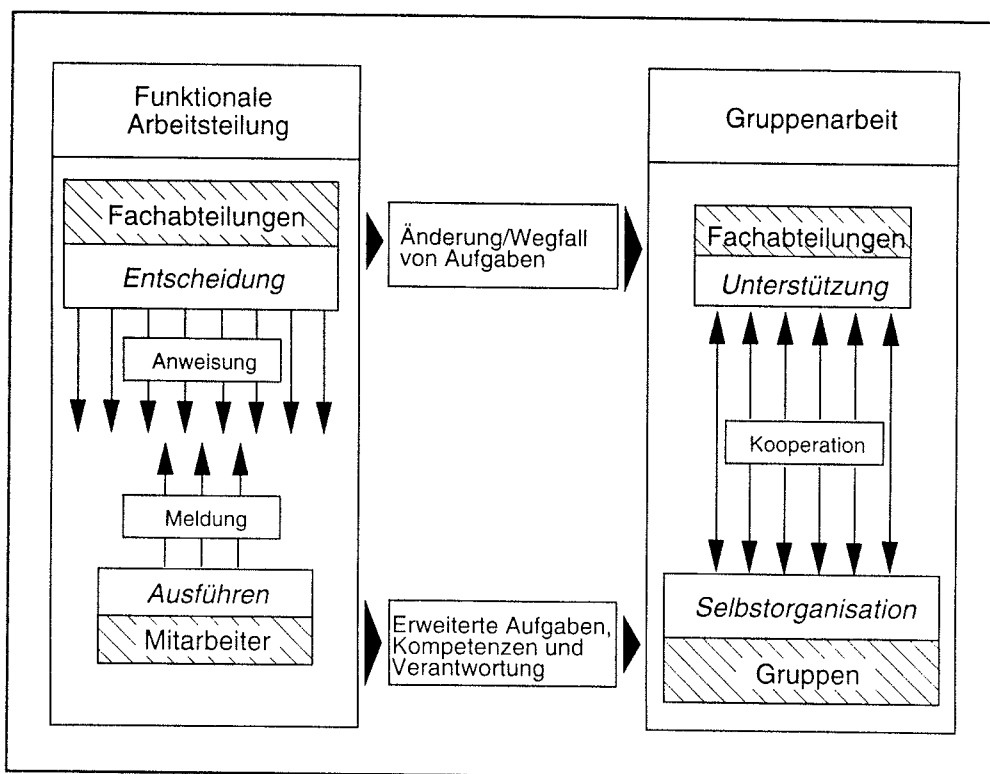 Funktionale
Arbeitsteilung
Fachabteilungen
Entscheidung
Anweisung
Meldung
Ausführen
Mitarbeiter
Änderung/Wegfall
von Aufgaben
Erweiterte Aufgaben,
Kompetenzen und
Verantwortung
Gruppenarbeit
Fachabteilungen
Unterstützung
Kooperation
Selbstorganisation
Gruppen